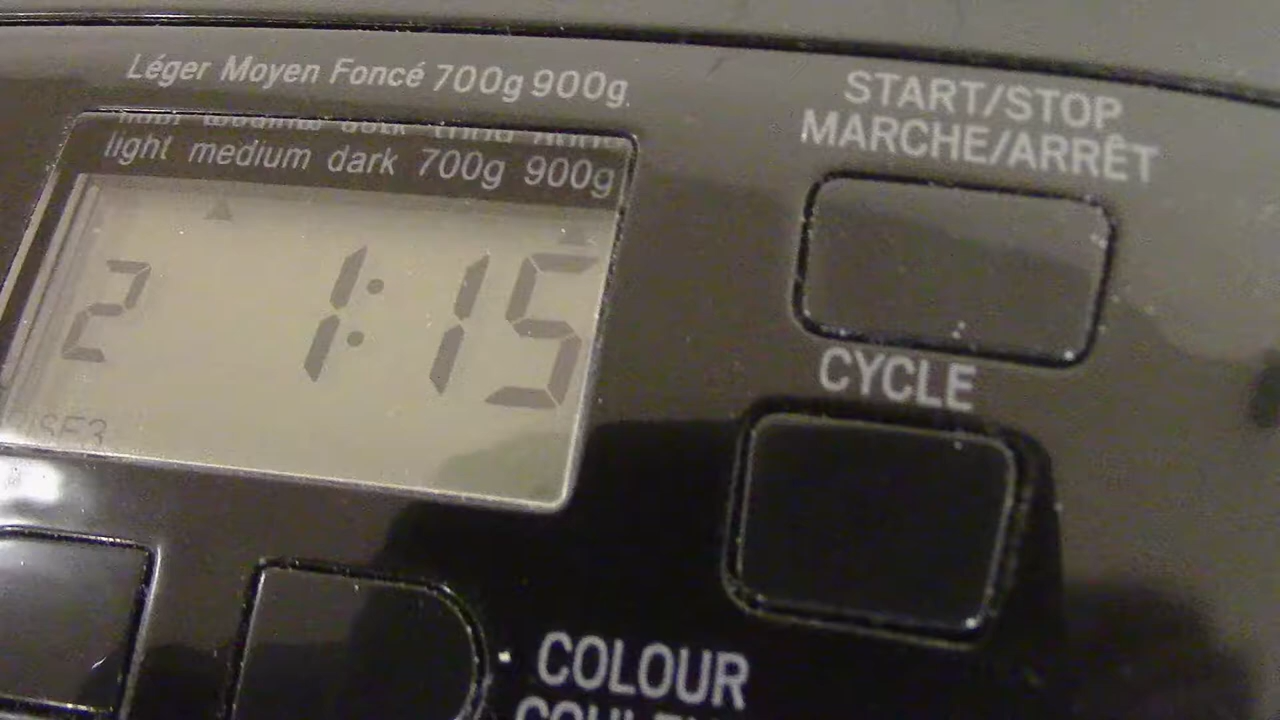 Léger Moyen Foncé 700g 900g
START/STOP
MARCHE/ARRÊT
light medium dark 700g 900g
2 1:15
CYCLE
COLOUR